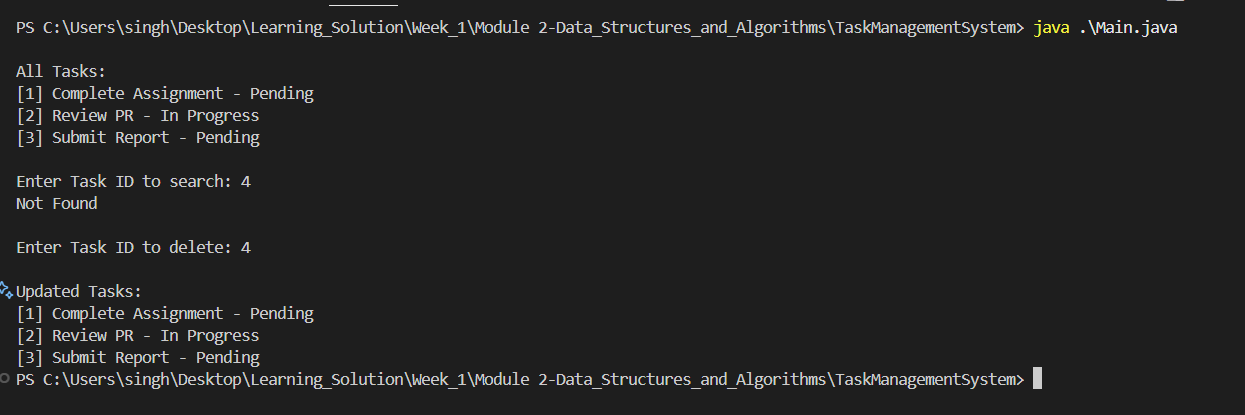 PS C:\Users\singh\Desktop\Learning_Solution\Week_1\Module 2-Data_Structures_and_Algorithms\TaskManagementSystem> java .\Main.java
All Tasks:
[1] Complete Assignment - Pending
[2] Review PR - In Progress
[3] Submit Report - Pending
Enter Task ID to search: 4
Not Found
Enter Task ID to delete: 4
Updated Tasks:
[1] Complete Assignment - Pending
[2] Review PR - In Progress
[3] Submit Report - Pending
PS C:\Users\singh\Desktop\Learning_Solution\Week_1\Module 2-Data_Structures_and_Algorithms\TaskManagementSystem>